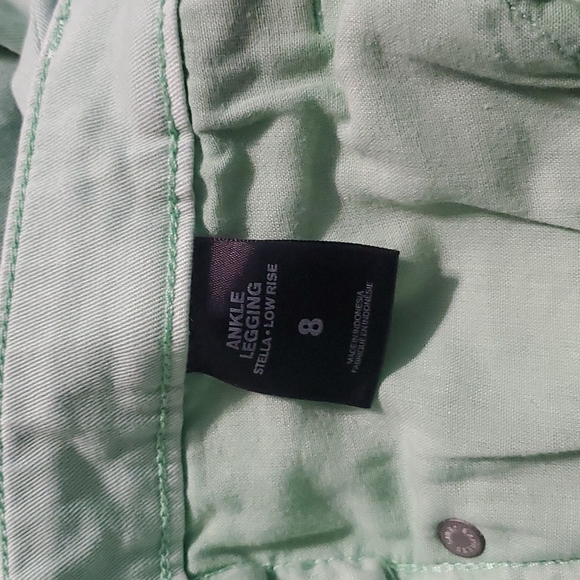 ANKLE
LEGGING
STELLA • LOW RISE
8
MADE IN INDONESIA
FABRIQUÉ EN INDONÉSIE